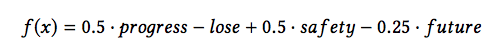 f(x) = 0.5 · progress − lose + 0.5 · safety − 0.25 · future